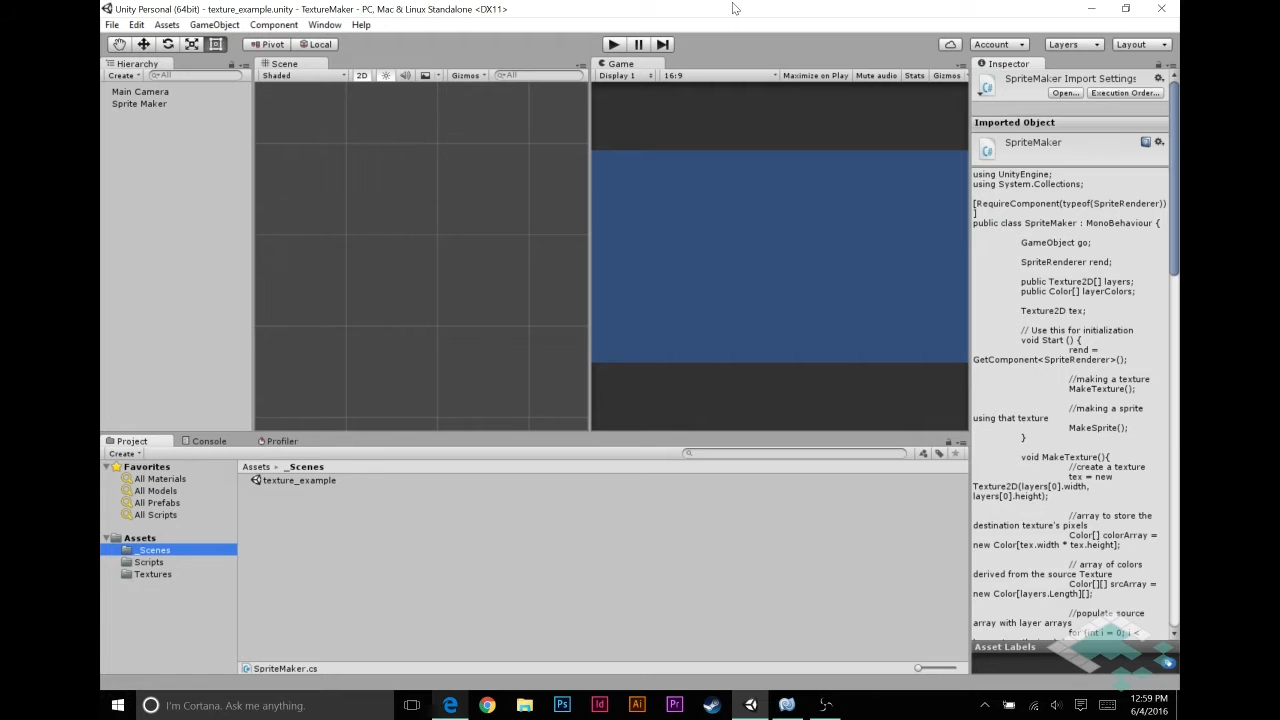 Unity Personal (64bit) - texture_example.unity - TextureMaker - PC, Mac & Linux Standalone <DX11>
File Edit Assets GameObject Component Window Help
Pivot Local Account Layers Layout
Hierarchy Scene Game Inspector
Create All Shaded 2D Gizmos All Display 1 16:9 Maximize on Play Mute audio Stats Gizmos
SpriteMaker Import Settings
Open... Execution Order...
Main Camera
Sprite Maker
Imported Object
C#
SpriteMaker
using UnityEngine;
using System.Collections;
[RequireComponent(typeof(SpriteRenderer))
]
public class SpriteMaker : MonoBehaviour {
GameObject go;
SpriteRenderer rend;
public Texture2D[] layers;
public Color[] layerColors;
Texture2D tex;
// Use this for initialization
void Start () {
rend =
GetComponent<SpriteRenderer>();
//making a texture
MakeTexture();
//making a sprite
using that texture
MakeSprite();
}
void MakeTexture(){
//create a texture
tex = new
Texture2D(layers[0].width,
layers[0].height);
//array to store the
destination texture's pixels
Color[] colorArray =
new Color[tex.width * tex.height];
// array of colors
derived from the source Texture
Color[][] srcArray =
new Color[layers.Length][];
//populate source
array with layer arrays
for (int i = 0; i <
Asset Labels
Project Console Profiler
Create
Favorites
All Materials
All Models
All Prefabs
All Scripts
Assets
_Scenes
Scripts
Textures
Assets _Scenes
texture_example
SpriteMaker.cs
I'm Cortana. Ask me anything.
Ps Id Ai Pr
12:59 PM
6/4/2016